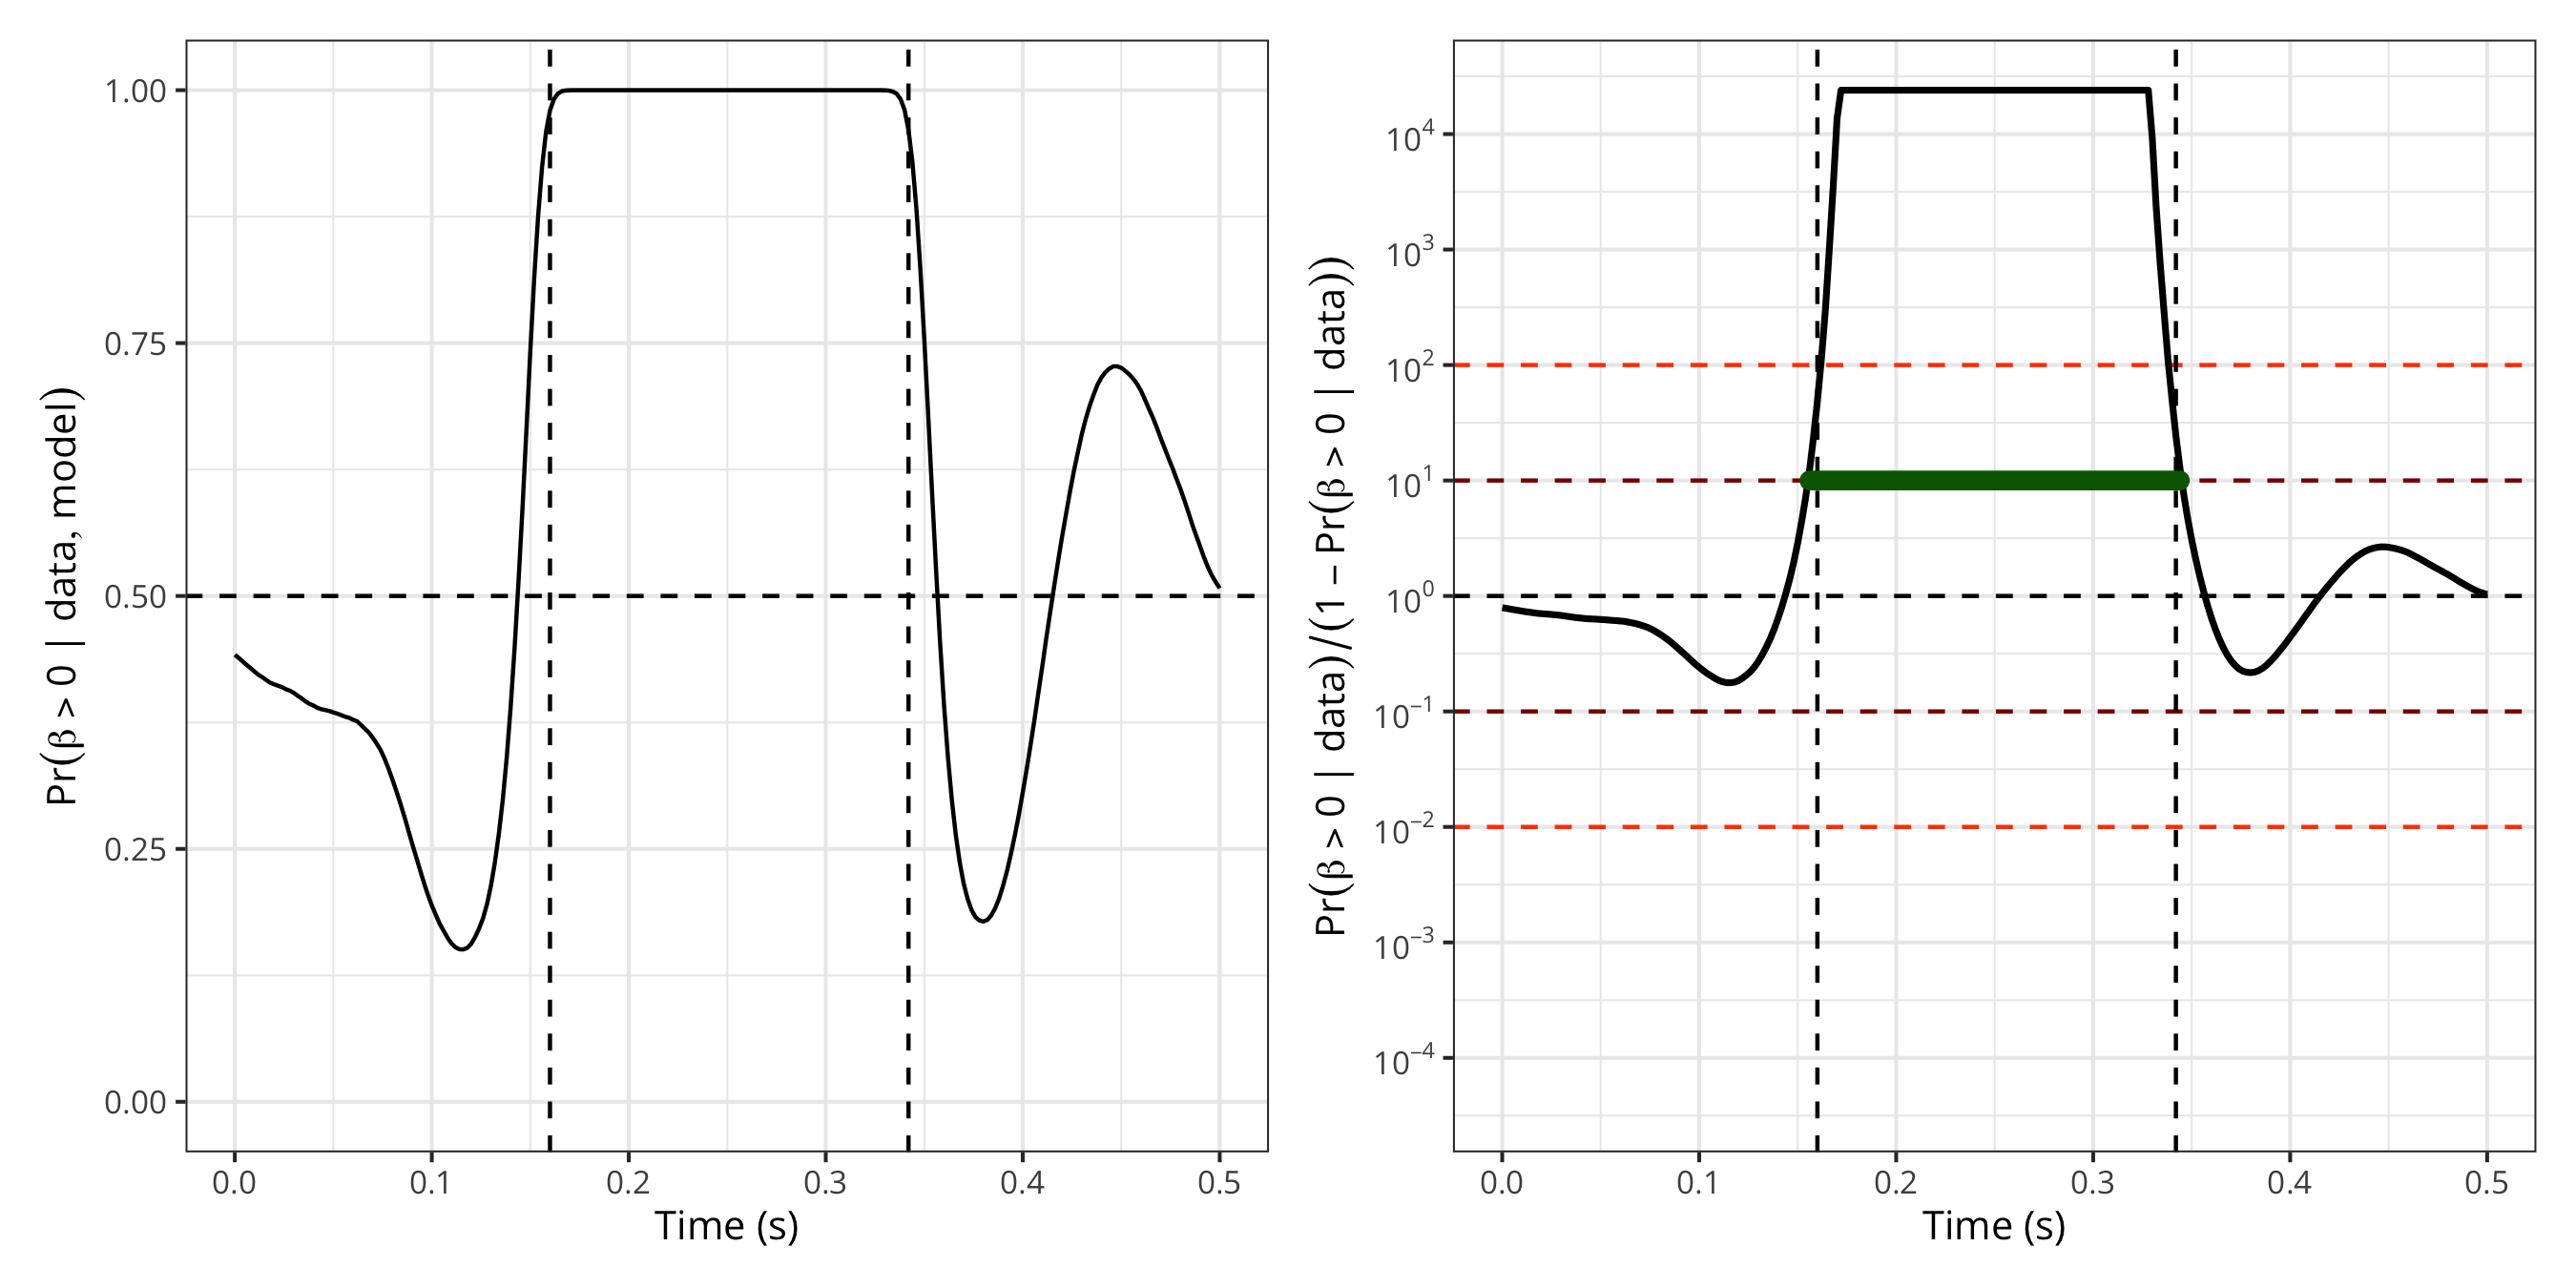 Pr(β > 0 | data, model)
1.00
0.75
0.50
0.25
0.00
0.0 0.1 0.2 0.3 0.4 0.5
Time (s)
Pr(β > 0 | data)/(1 − Pr(β > 0 | data))
10⁴
10³
10²
10¹
10⁰
10⁻¹
10⁻²
10⁻³
10⁻⁴
0.0 0.1 0.2 0.3 0.4 0.5
Time (s)